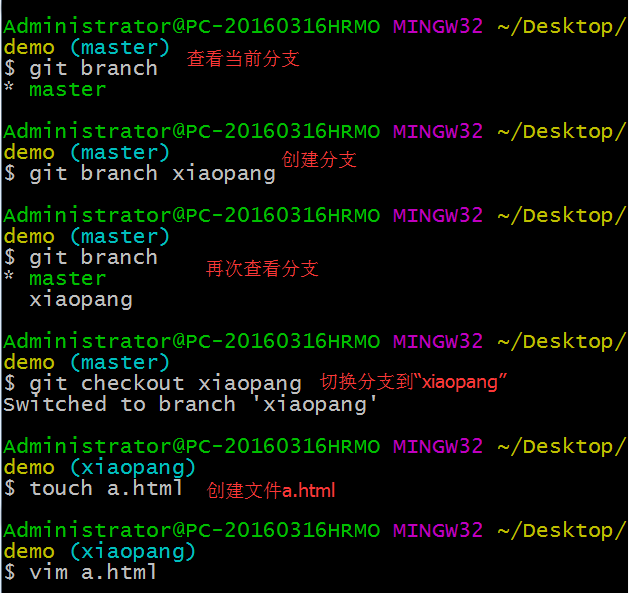 Administrator@PC-20160316HRMO MINGW32 ~/Desktop/
demo (master)
$ git branch 查看当前分支
* master
Administrator@PC-20160316HRMO MINGW32 ~/Desktop/
demo (master)
$ git branch xiaopang 创建分支
Administrator@PC-20160316HRMO MINGW32 ~/Desktop/
demo (master)
$ git branch 再次查看分支
* master
xiaopang
Administrator@PC-20160316HRMO MINGW32 ~/Desktop/
demo (master)
$ git checkout xiaopang 切换分支到“xiaopang”
Switched to branch 'xiaopang'
Administrator@PC-20160316HRMO MINGW32 ~/Desktop/
demo (xiaopang)
$ touch a.html 创建文件a.html
Administrator@PC-20160316HRMO MINGW32 ~/Desktop/
demo (xiaopang)
$ vim a.html